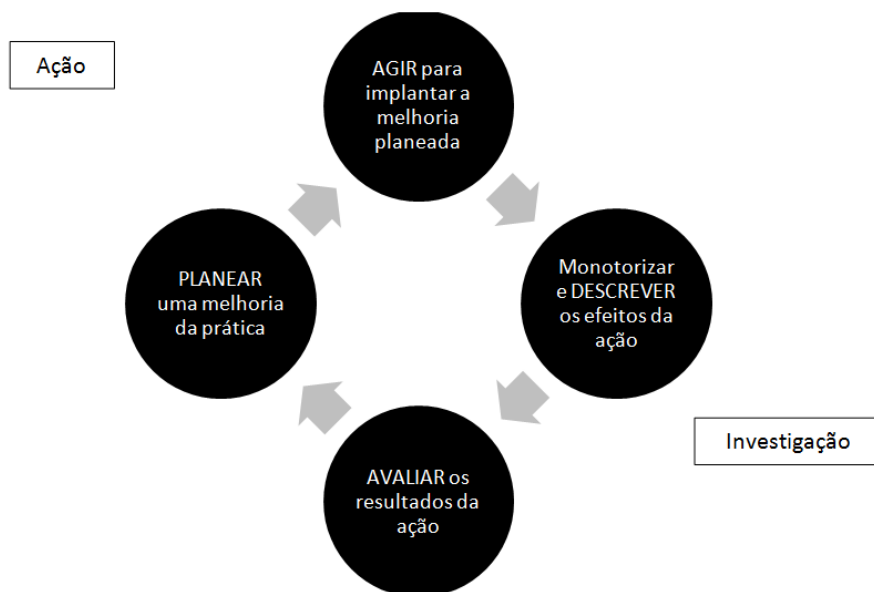 Ação
AGIR para
implantar a
melhoria
planeada
PLANEAR
uma melhoria
da prática
Monotorizar
e DESCREVER
os efeitos da
ação
Investigação
AVALIAR os
resultados da
ação